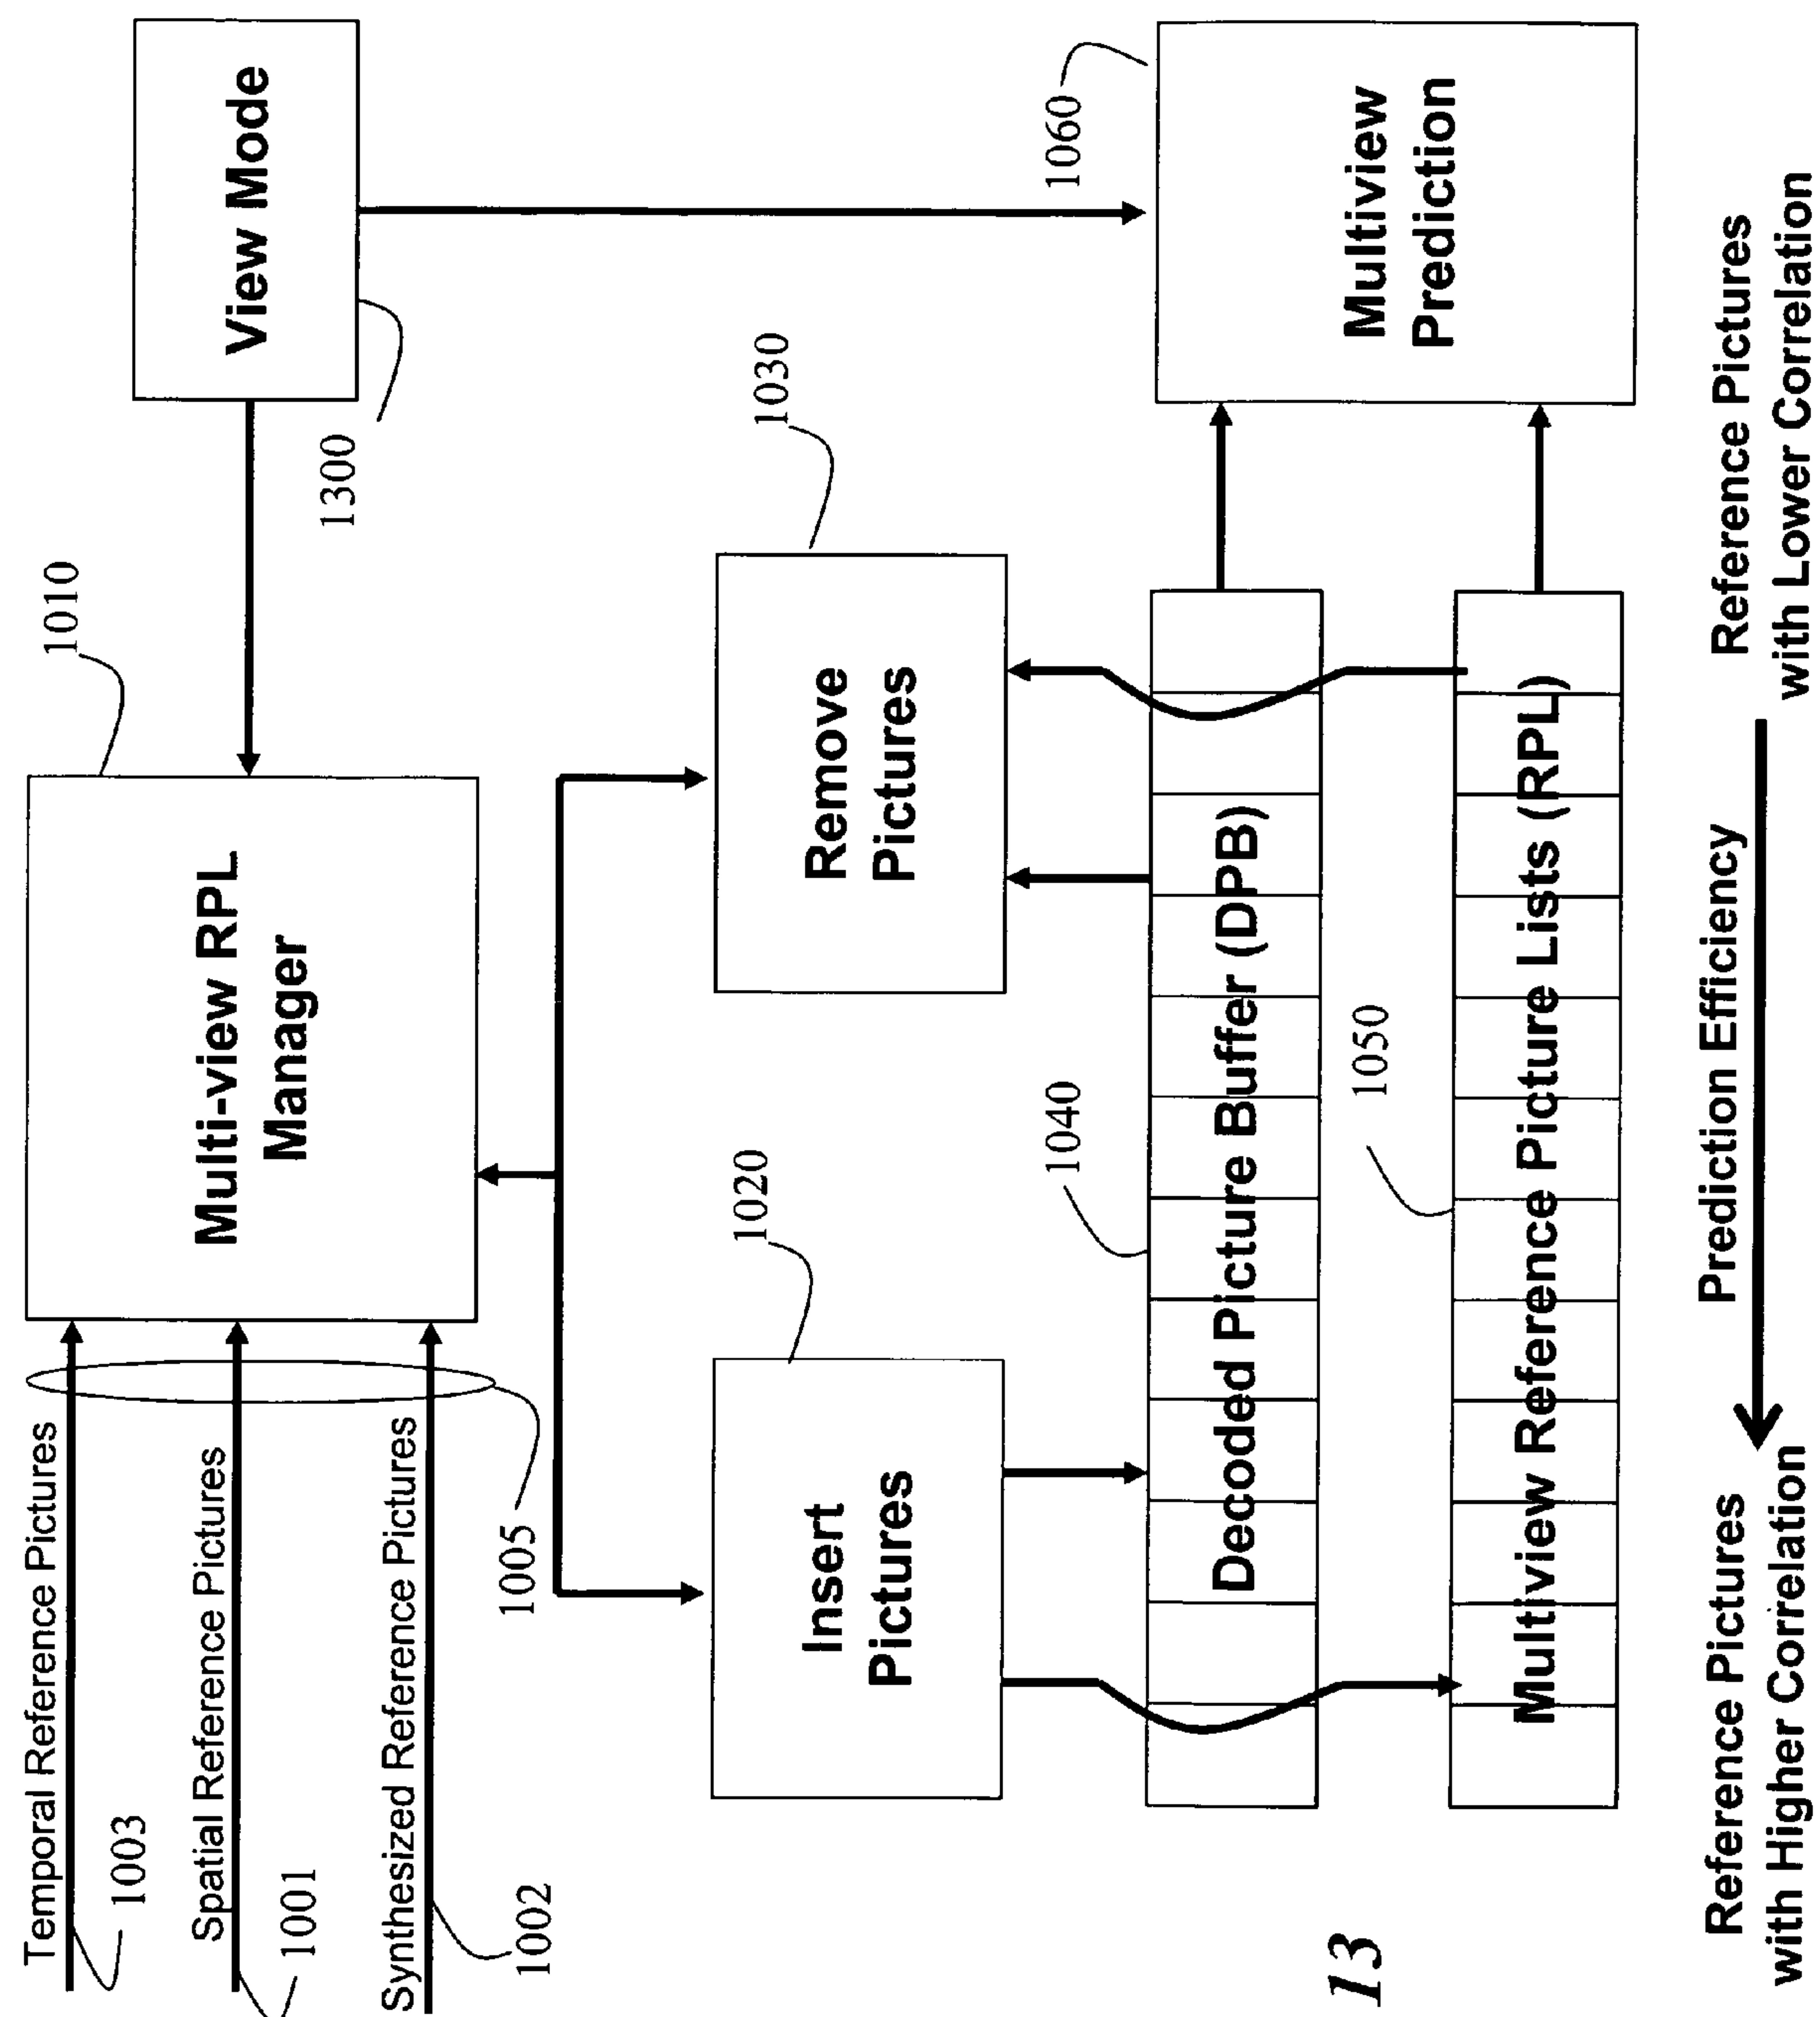 Temporal Reference Pictures
1003
Spatial Reference Pictures
1001
Synthesized Reference Pictures
1002
1005
Multi-view RPL
Manager
1010
View Mode
1300
Insert
Pictures
1020
Remove
Pictures
1030
Decoded Picture Buffer (DPB)
1040
Multiview Reference Picture Lists (RPL)
1050
Multiview
Prediction
1060
13
Reference Pictures
with Higher Correlation
Prediction Efficiency
Reference Pictures
with Lower Correlation